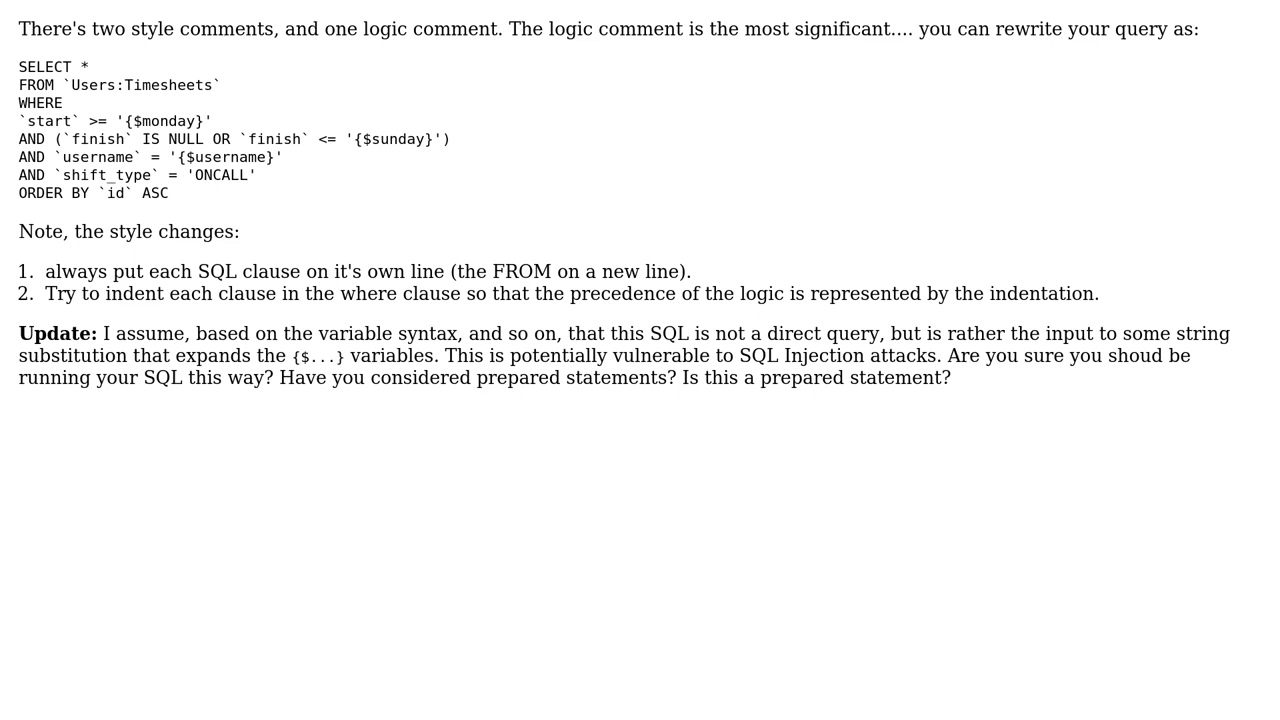 There's two style comments, and one logic comment. The logic comment is the most significant.... you can rewrite your query as:
SELECT *
FROM `Users:Timesheets`
WHERE
`start` >= '{$monday}'
AND (`finish` IS NULL OR `finish` <= '{$sunday}')
AND `username` = '{$username}'
AND `shift_type` = 'ONCALL'
ORDER BY `id` ASC
Note, the style changes:
1. always put each SQL clause on it's own line (the FROM on a new line).
2. Try to indent each clause in the where clause so that the precedence of the logic is represented by the indentation.
Update: I assume, based on the variable syntax, and so on, that this SQL is not a direct query, but is rather the input to some string
substitution that expands the {$...} variables. This is potentially vulnerable to SQL Injection attacks. Are you sure you shoud be
running your SQL this way? Have you considered prepared statements? Is this a prepared statement?